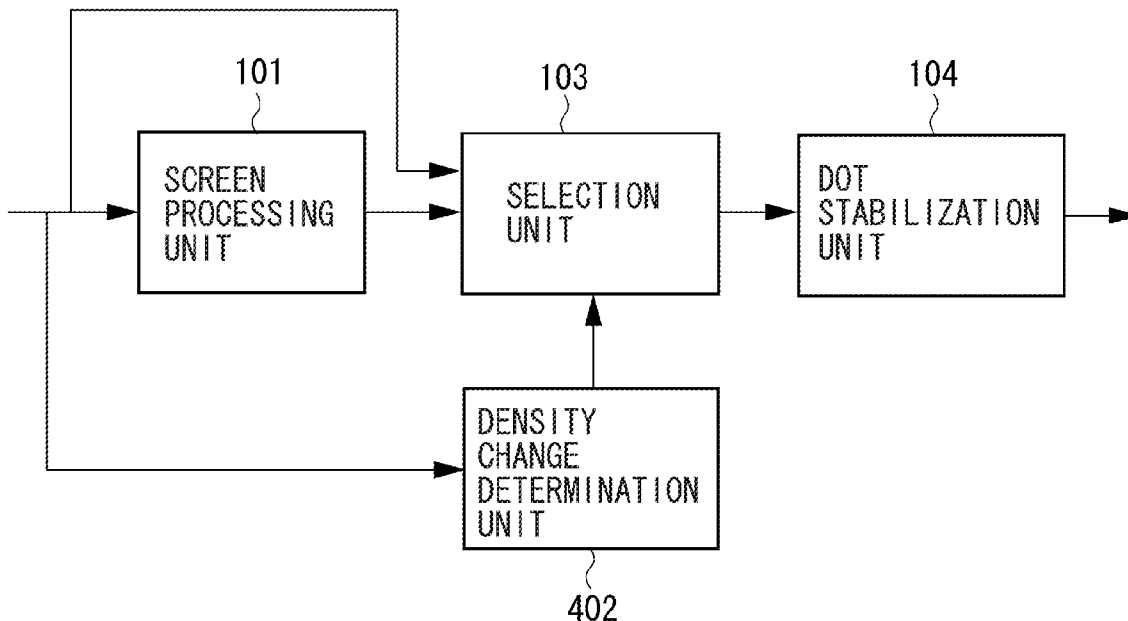 101
103
104
SCREEN
PROCESSING
UNIT
SELECTION
UNIT
DOT
STABILIZATION
UNIT
DENSITY
CHANGE
DETERMINATION
UNIT
402